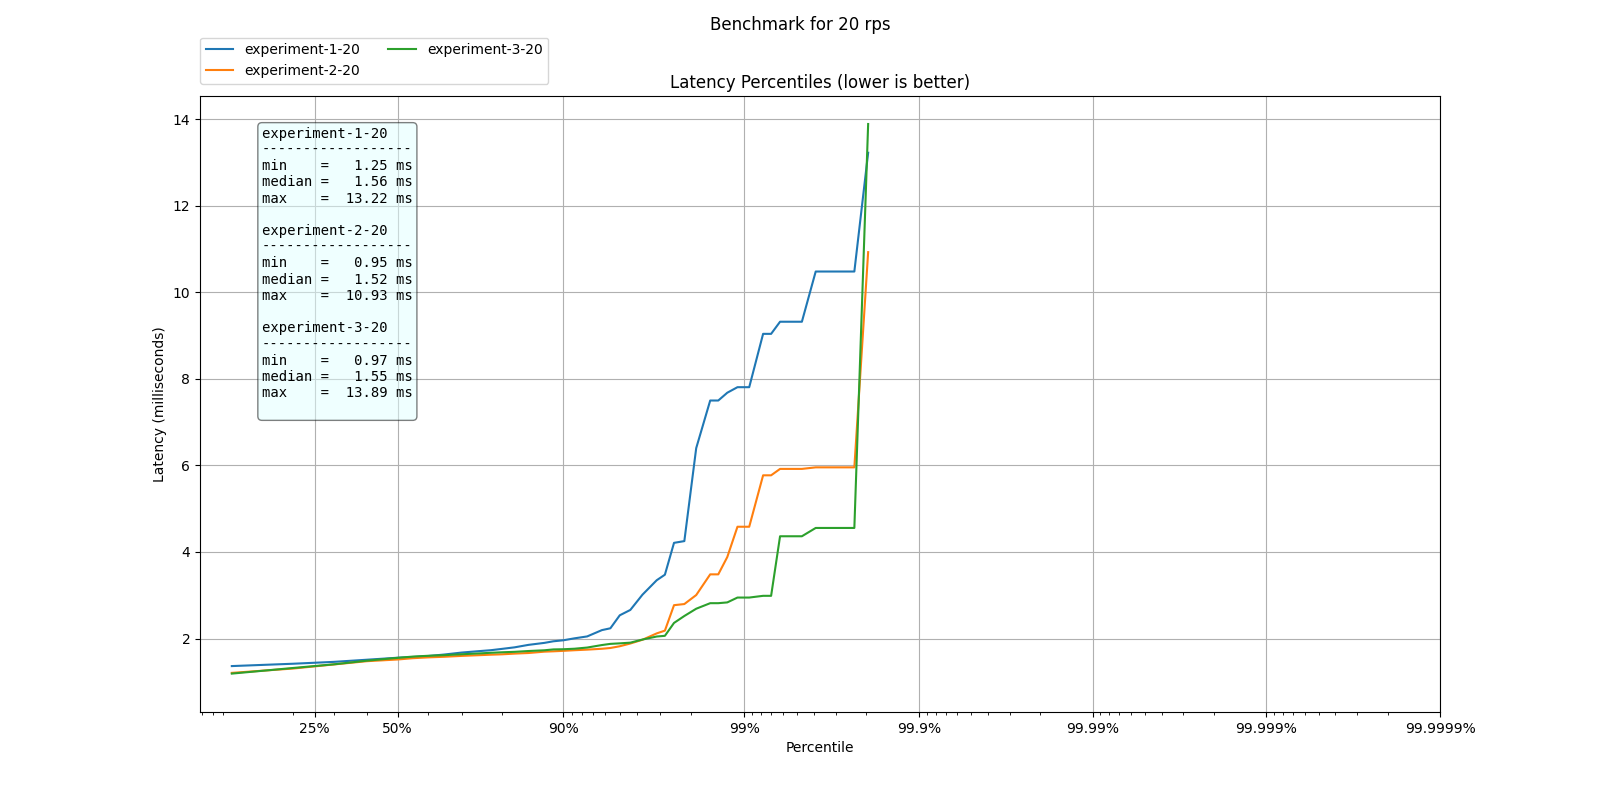 Benchmark for 20 rps
experiment-1-20
experiment-2-20
experiment-3-20
Latency Percentiles (lower is better)
14
12
10
8
6
4
2
Latency (milliseconds)
experiment-1-20
------------------
min    =   1.25 ms
median =   1.56 ms
max    =  13.22 ms
experiment-2-20
------------------
min    =   0.95 ms
median =   1.52 ms
max    =  10.93 ms
experiment-3-20
------------------
min    =   0.97 ms
median =   1.55 ms
max    =  13.89 ms
25% 50% 90% 99% 99.9% 99.99% 99.999% 99.9999%
Percentile